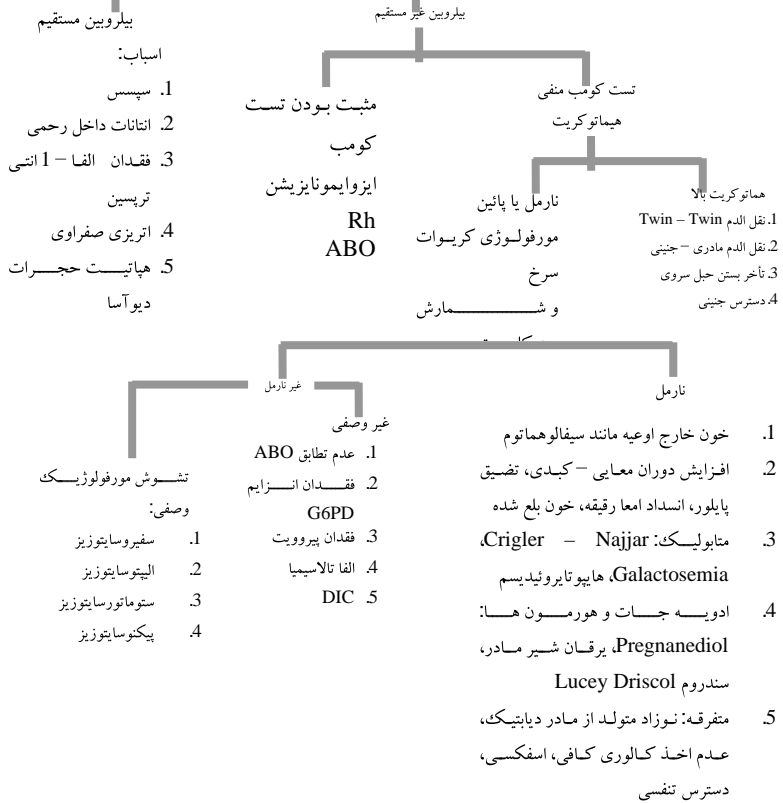 بیلروبین غیر مستقیم
بیلروبین مستقیم
اسباب:
1. سپسس
2. انتانات داخل رحمی
3. فقدان الفا – 1 انتی
تریپسین
4. اتریزی صفراوی
5. هپاتیت حجرات
دیوآسا
مثبت بودن تست
کومب
ایزوایمونایزیشن
Rh
ABO
تست کومب منفی
هیماتوکریت
هماتوکریت بالا
1. نقل الدم Twin – Twin
2. نقل الدم مادری – جنینی
3. تأخر بستن حبل سروی
4. دسترس جنینی
نارمل یا پائین
مورفولوژی کریوات
سرخ
و شمارش
نارمل
1. خون خارج اوعیه مانند سیفالوهماتوم
2. افزایش دوران معایی – کبدی، تضیق
پایلور، انسداد امعا رقیقه، خون بلع شده
3. متابولیک: Crigler – Najjar،
Galactosemia، هایپوتایروئیدیسم
4. ادویه جات و هورمون ها:
Pregnanediol، یرقان شیر مادر،
سندروم Lucey Driscol
5. متفرقه: نوزاد متولد از مادر دیابتیک،
عدم اخذ کالوری کافی، اسفکسی،
دسترس تنفسی
غیر نارمل
غیر وصفی
1. عدم تطابق ABO
2. فقدان انزایم
G6PD
3. فقدان پیروویت
4. الفا تالاسیمیا
5. DIC
تشوش مورفولوژیک
وصفی:
1. سفیروسایتوزیز
2. الیپتوسایتوزیز
3. ستوماتورسایتوزیز
4. پیکنوسایتوزیز